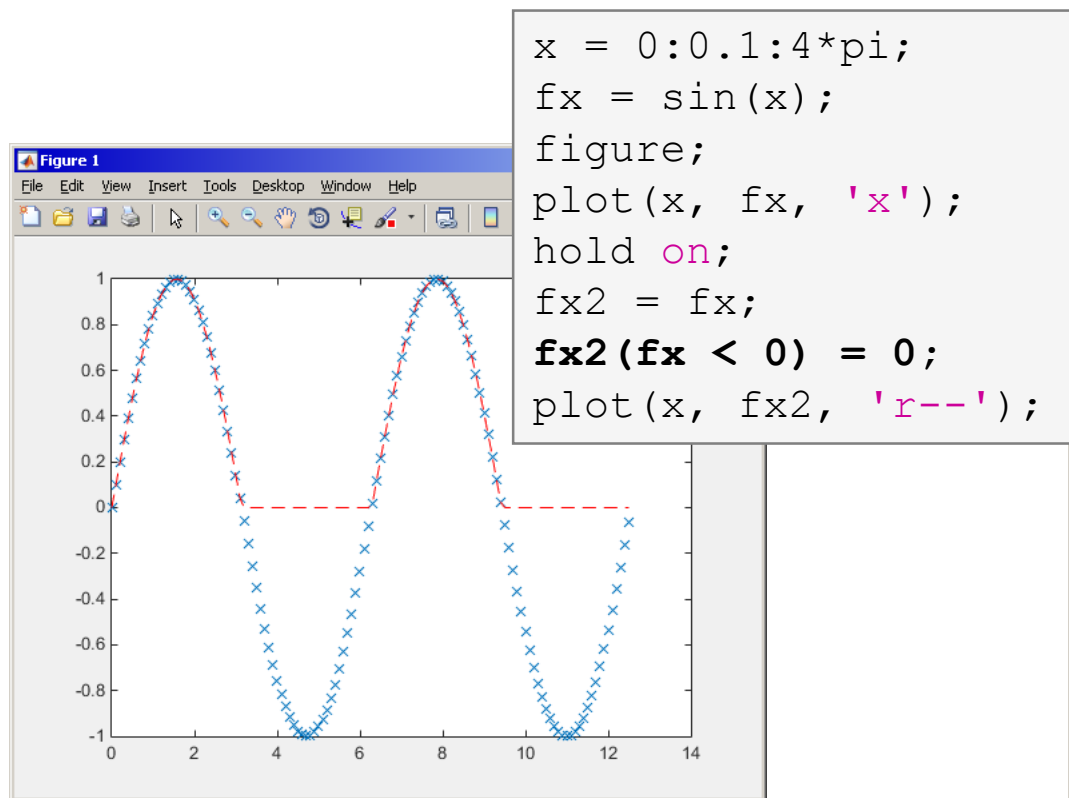 x = 0:0.1:4*pi;
fx = sin(x);
figure;
plot(x, fx, 'x');
hold on;
fx2 = fx;
fx2(fx < 0) = 0;
plot(x, fx2, 'r--');
Figure 1
File Edit View Insert Tools Desktop Window Help
1
0.8
0.6
0.4
0.2
0
-0.2
-0.4
-0.6
-0.8
-1
0 2 4 6 8 10 12 14